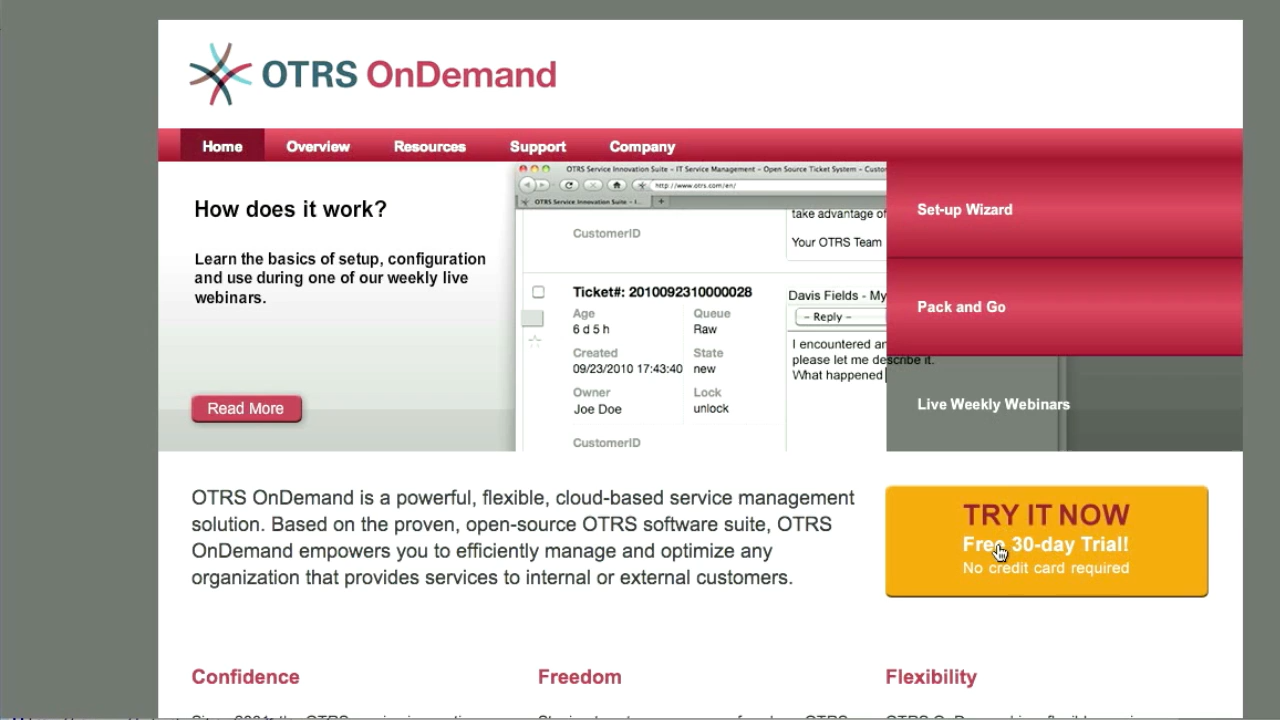 OTRS OnDemand
Home Overview Resources Support Company
How does it work?
Learn the basics of setup, configuration
and use during one of our weekly live
webinars.
Read More
OTRS Service Innovation Suite – IT Service Management – Open Source Ticket System – Custo
http://www.otrs.com/en/
OTRS Service Innovation Suite – I...
take advantage of
CustomerID
Your OTRS Team
Ticket#: 2010092310000028
Davis Fields - My
Age
Queue
– Reply –
6 d 5 h
Raw
I encountered an
Created
State
please let me describe it.
09/23/2010 17:43:40
new
What happened
Owner
Lock
Joe Doe
unlock
CustomerID
Set-up Wizard
Pack and Go
Live Weekly Webinars
OTRS OnDemand is a powerful, flexible, cloud-based service management
solution. Based on the proven, open-source OTRS software suite, OTRS
OnDemand empowers you to efficiently manage and optimize any
organization that provides services to internal or external customers.
TRY IT NOW
Free 30-day Trial!
No credit card required
Confidence
Freedom
Flexibility